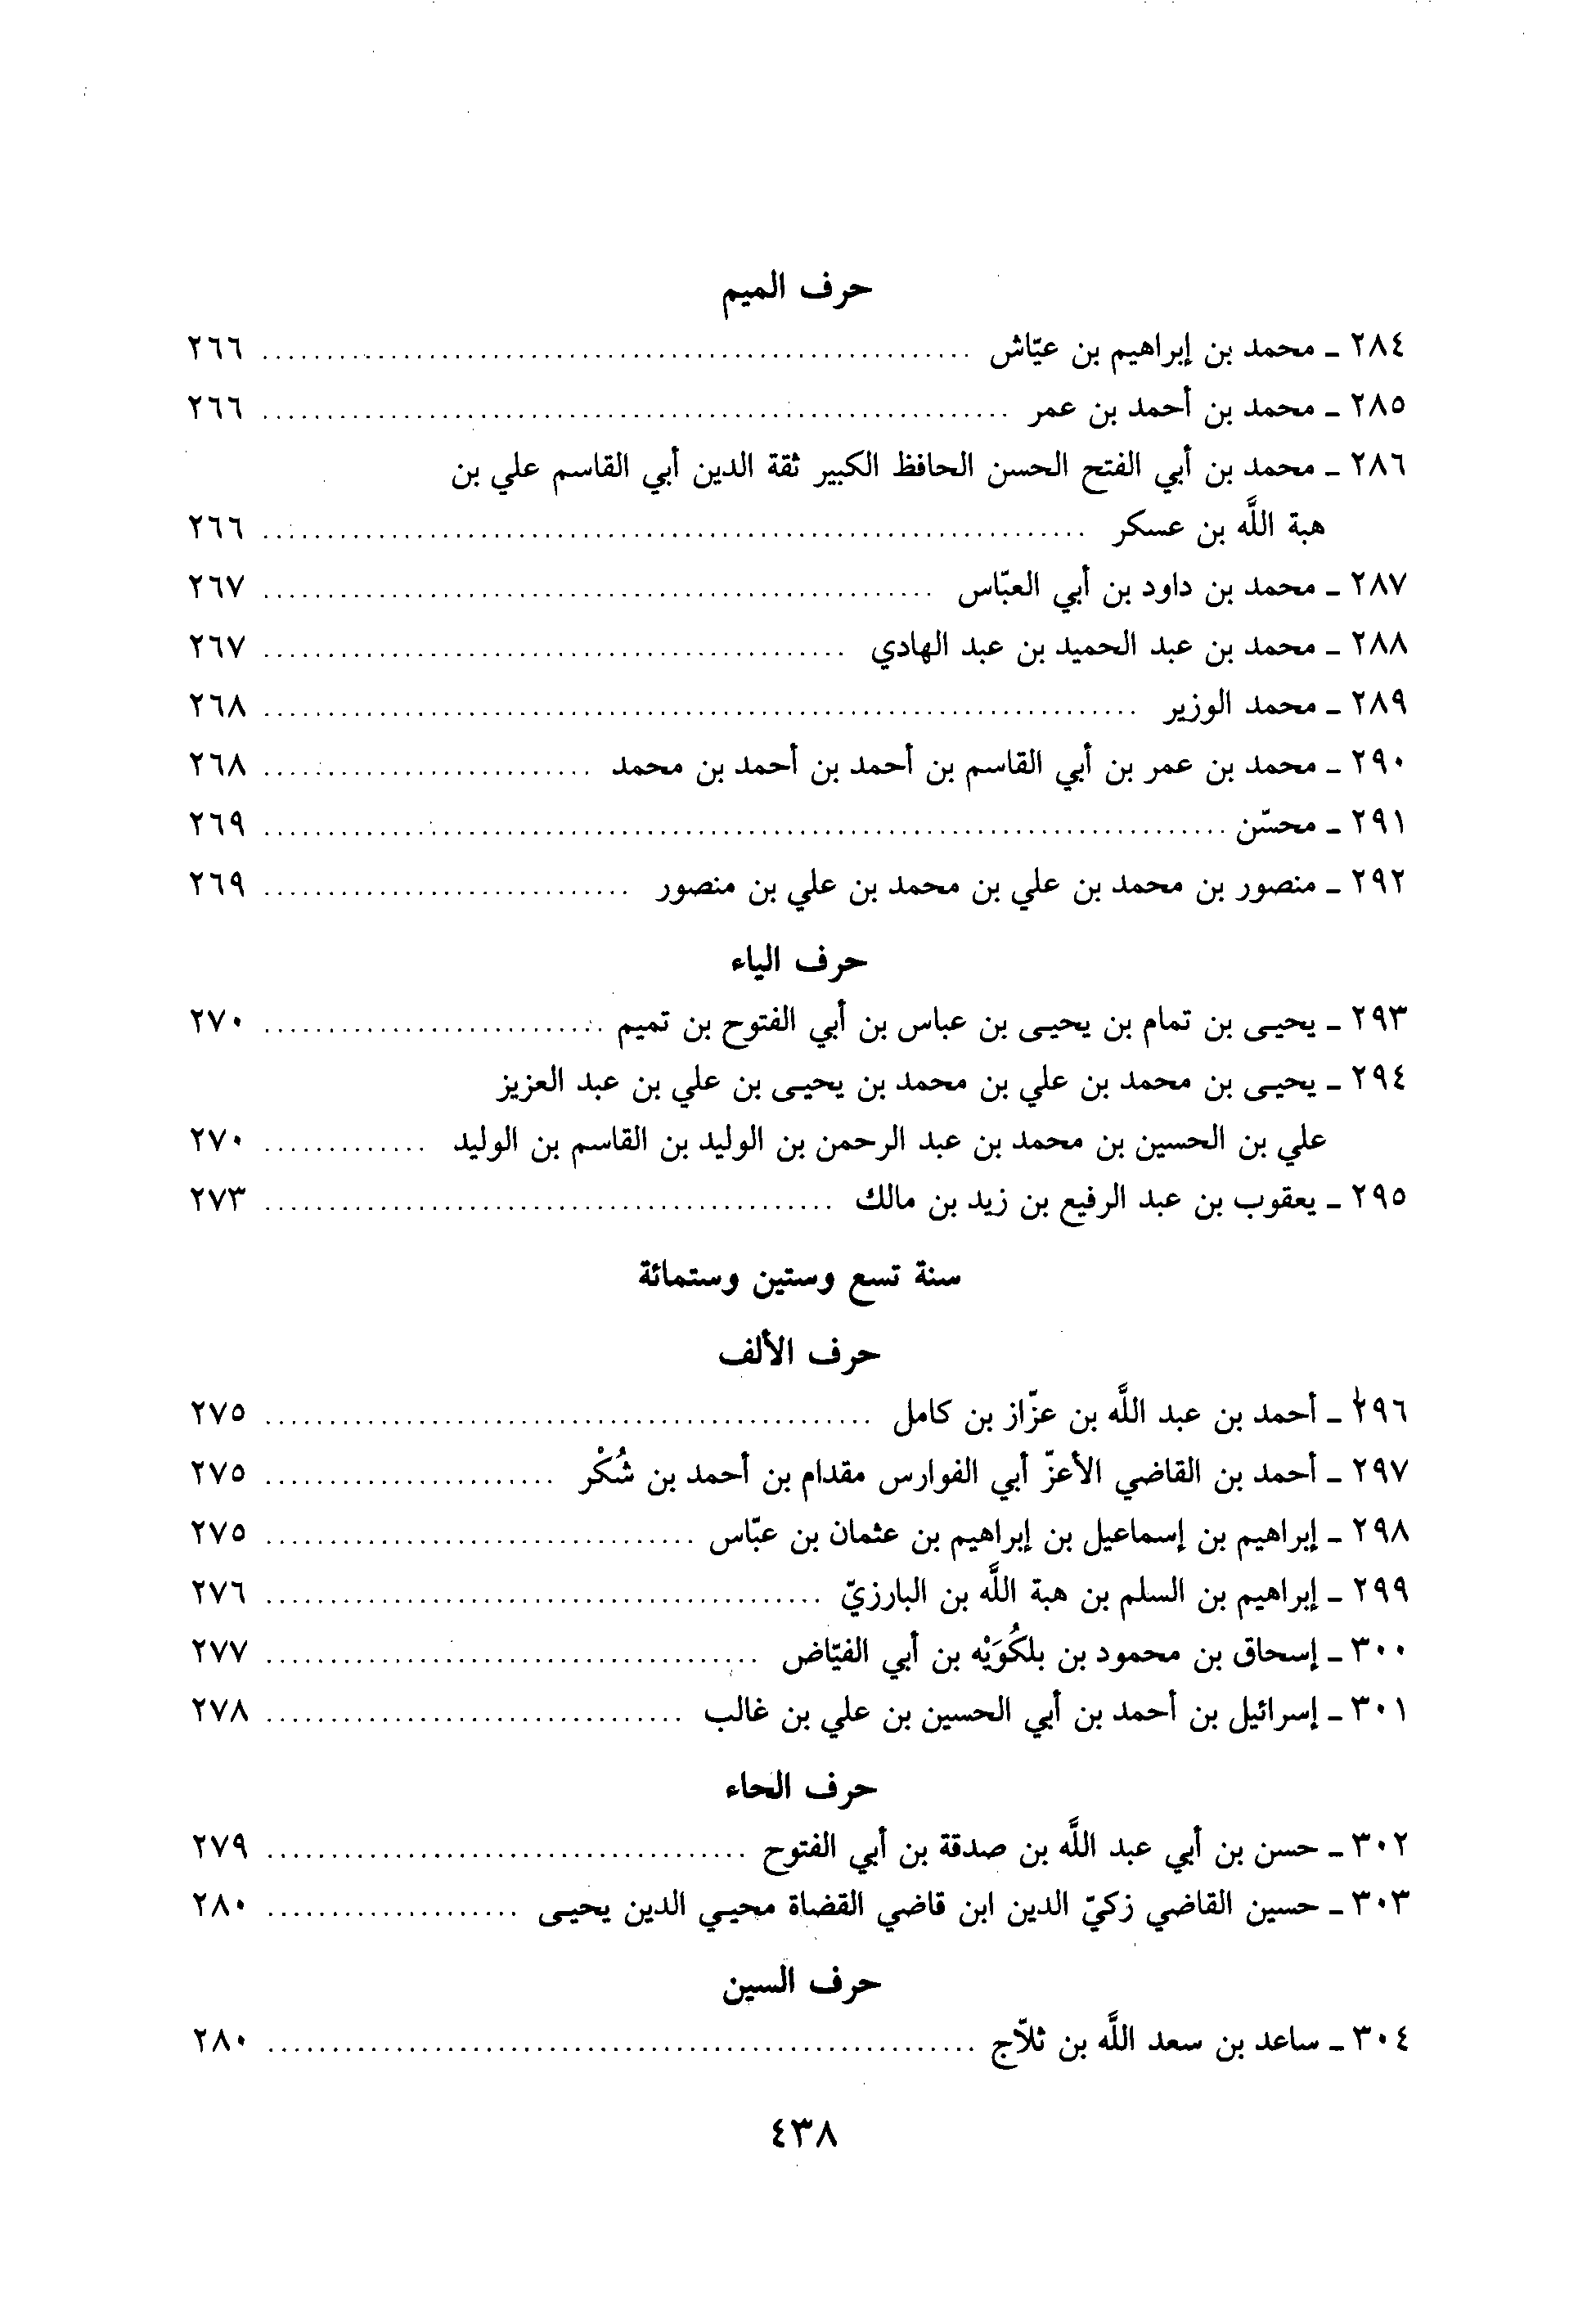 حرف الميم
٢٨٤ ـ محمد بن إبراهيم بن عيّاش ........ ٢٦٦
٢٨٥ ـ محمد بن أحمد بن عمر ........ ٢٦٦
٢٨٦ ـ محمد بن أبي الفتح الحسن الحافظ الكبير ثقة الدين أبي القاسم علي بن
هبة اللَّه بن عسكر ........ ٢٦٦
٢٨٧ ـ محمد بن داود بن أبي العبّاس ........ ٢٦٧
٢٨٨ ـ محمد بن عبد الحميد بن عبد الهادي ........ ٢٦٧
٢٨٩ ـ محمد الوزير ........ ٢٦٨
٢٩٠ ـ محمد بن عمر بن أبي القاسم بن أحمد بن أحمد بن محمد ........ ٢٦٨
٢٩١ ـ محسّن ........ ٢٦٩
٢٩٢ ـ منصور بن محمد بن علي بن محمد بن علي بن منصور ........ ٢٦٩
حرف الياء
٢٩٣ ـ يحيى بن تمام بن يحيى بن عباس بن أبي الفتوح بن تميم ........ ٢٧٠
٢٩٤ ـ يحيى بن محمد بن علي بن محمد بن يحيى بن علي بن عبد العزيز
علي بن الحسين بن محمد بن عبد الرحمن بن الوليد بن القاسم بن الوليد ........ ٢٧٠
٢٩٥ ـ يعقوب بن عبد الرفيع بن زيد بن مالك ........ ٢٧٣
سنة تسع وستين وستمائة
حرف الألف
٢٩٦ ـ أحمد بن عبد اللَّه بن عزّاز بن كامل ........ ٢٧٥
٢٩٧ ـ أحمد بن القاضي الأعزّ أبي الفوارس مقدام بن أحمد بن شُكْر ........ ٢٧٥
٢٩٨ ـ إبراهيم بن إسماعيل بن إبراهيم بن عثمان بن عبّاس ........ ٢٧٥
٢٩٩ ـ إبراهيم بن السلم بن هبة اللَّه بن البارزيّ ........ ٢٧٦
٣٠٠ ـ إسحاق بن محمود بن بلكُوَيْه بن أبي الفيّاض ........ ٢٧٧
٣٠١ ـ إسرائيل بن أحمد بن أبي الحسين بن علي بن غالب ........ ٢٧٨
حرف الحاء
٣٠٢ ـ حسن بن أبي عبد اللَّه بن صدقة بن أبي الفتوح ........ ٢٧٩
٣٠٣ ـ حسين القاضي زكيّ الدين ابن قاضي القضاة محيي الدين يحيى ........ ٢٨٠
حرف السين
٣٠٤ ـ ساعد بن سعد اللَّه بن ثلاّج ........ ٢٨٠
٤٣٨